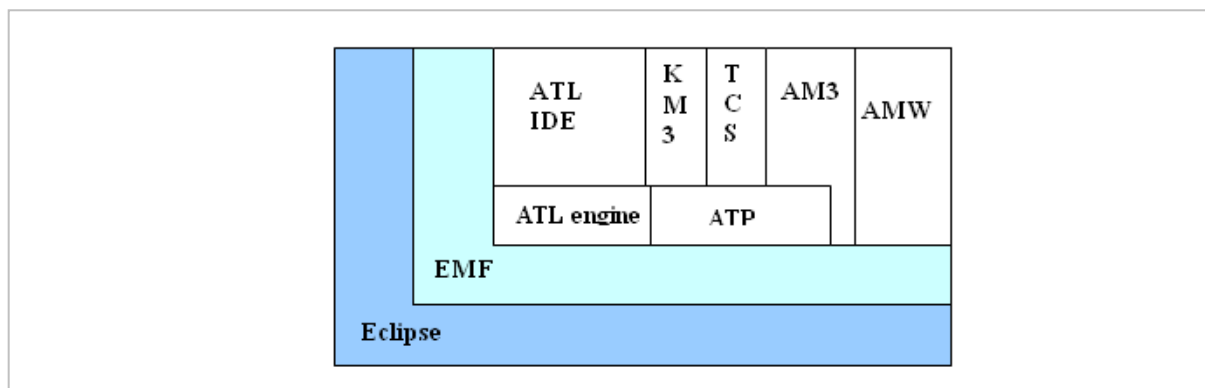 ATL
IDE
K
M
3
T
C
S
AM3
AMW
ATL engine
ATP
EMF
Eclipse